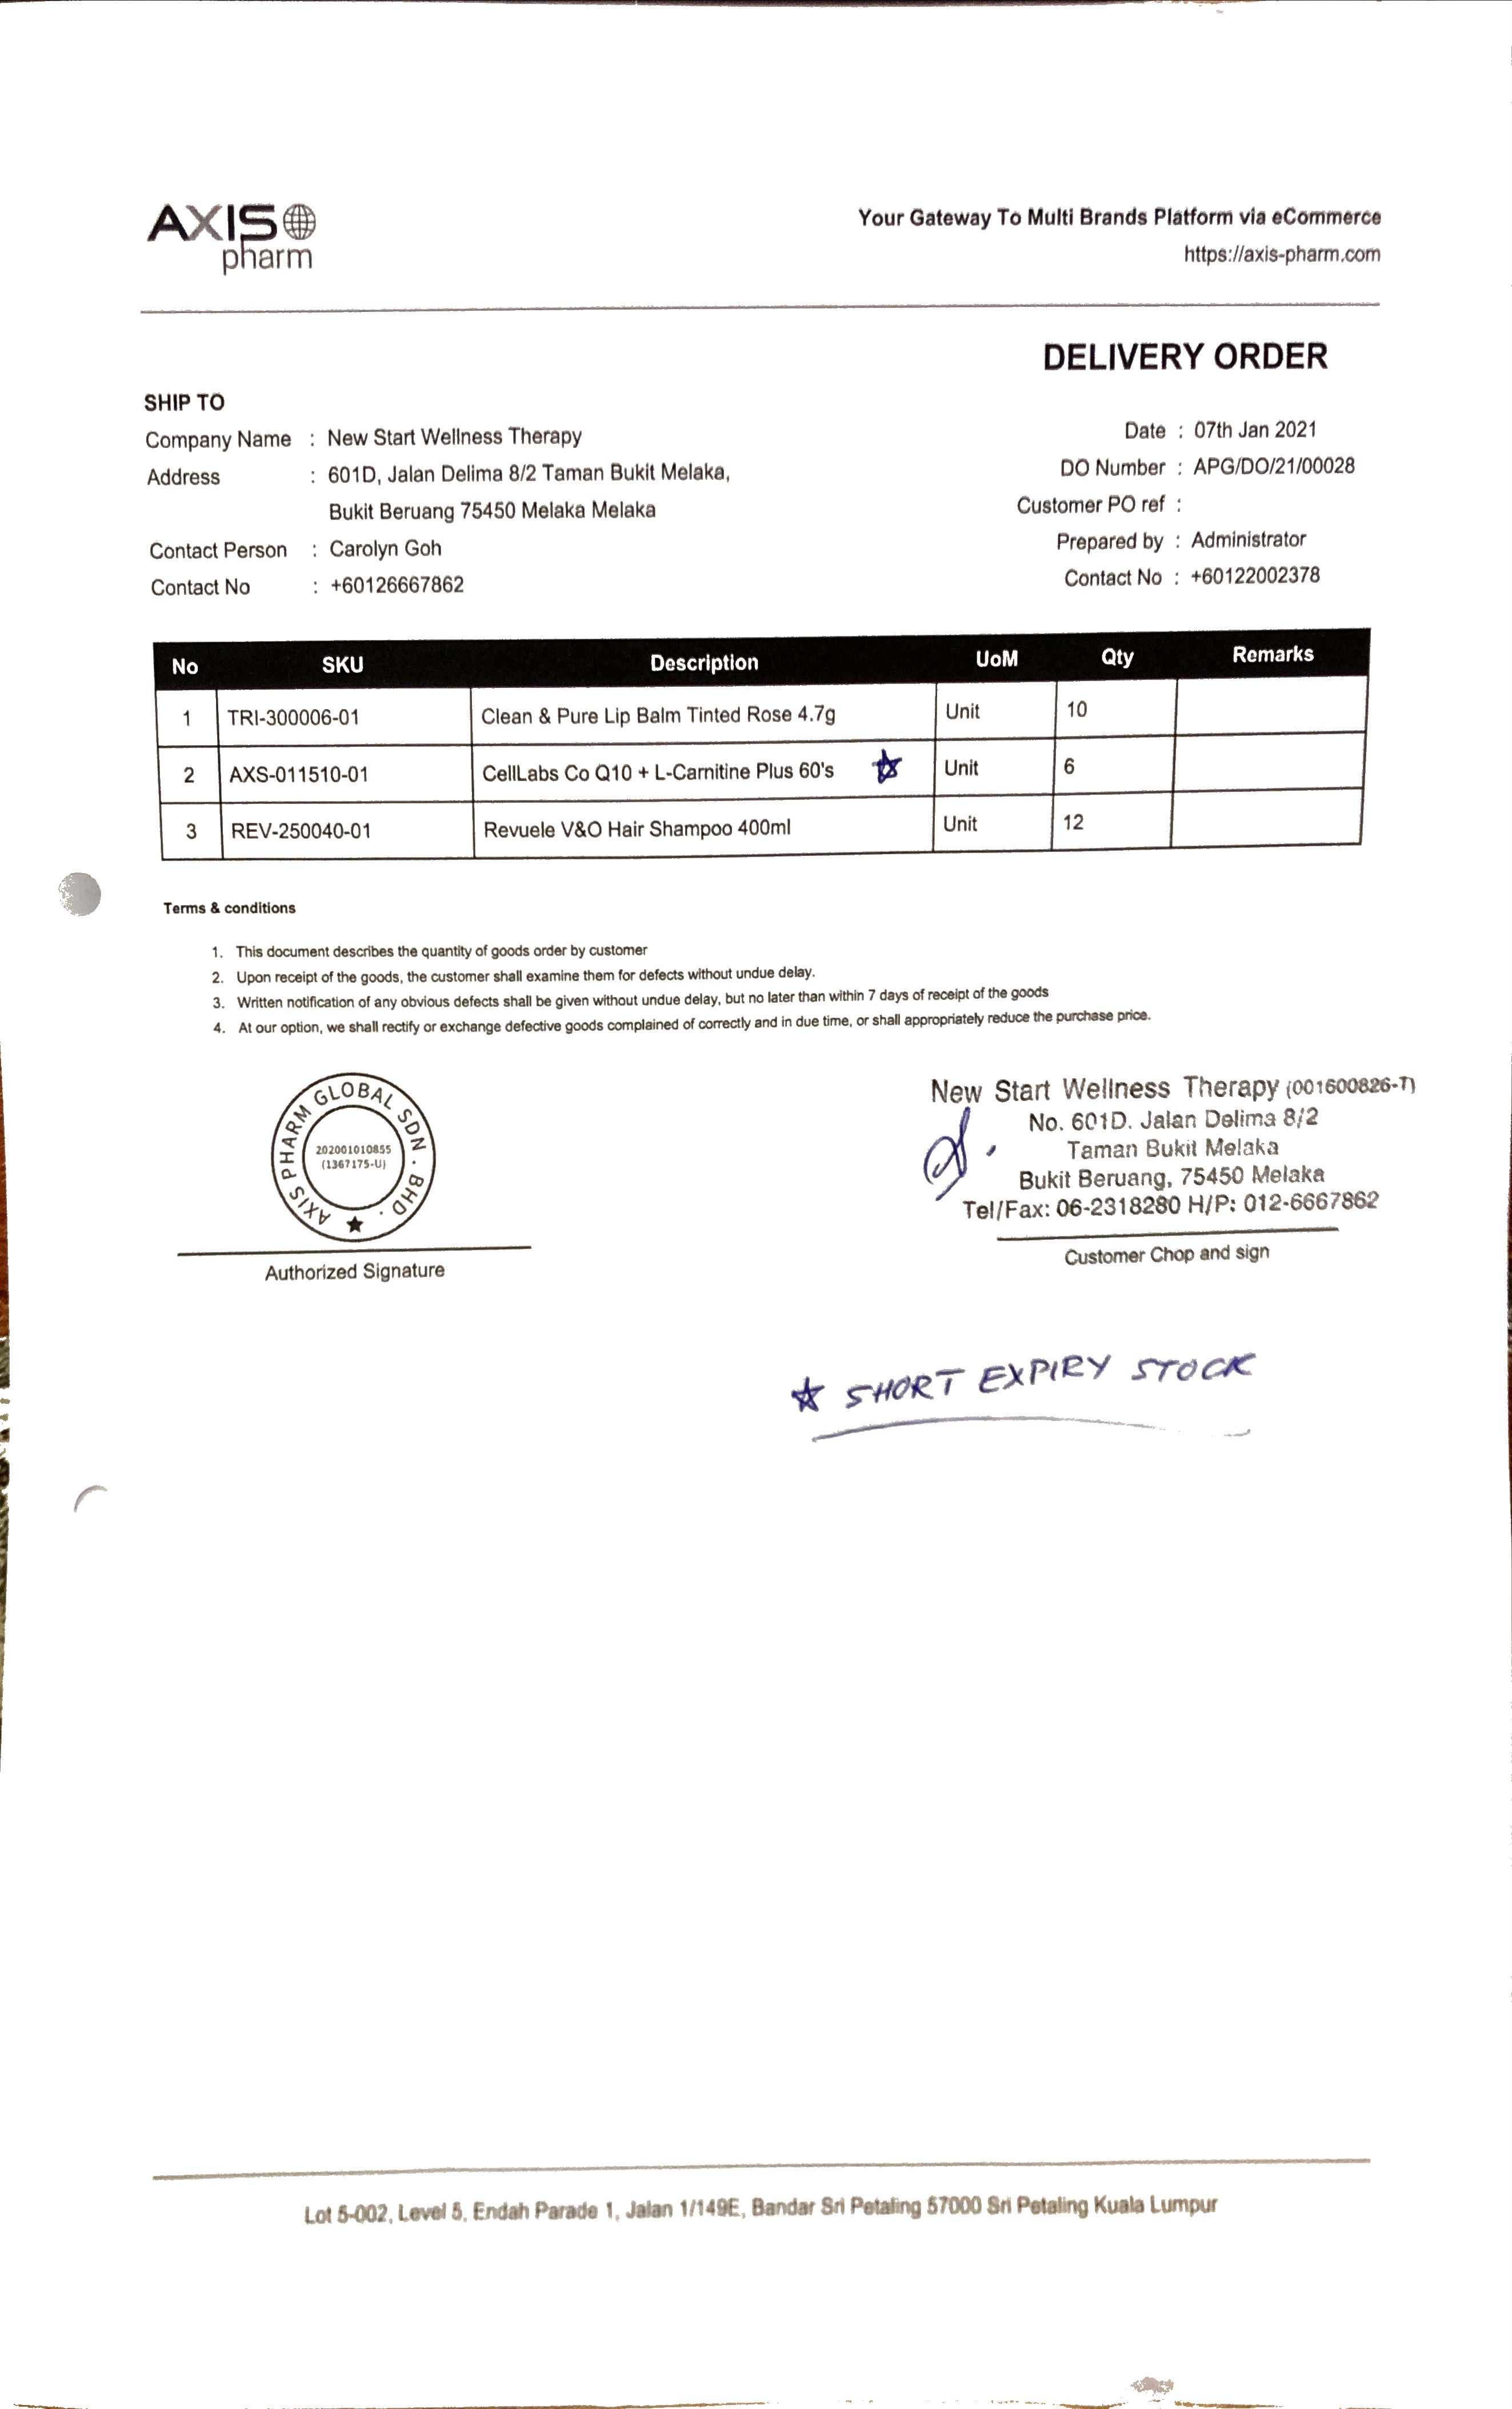 AXIS
pharm
Your Gateway To Multi Brands Platform via eCommerce
https://axis-pharm.com
DELIVERY ORDER
SHIP TO
Company Name : New Start Wellness Therapy
Address : 601D, Jalan Delima 8/2 Taman Bukit Melaka,
Bukit Beruang 75450 Melaka Melaka
Contact Person : Carolyn Goh
Contact No : +60126667862
Date : 07th Jan 2021
DO Number : APG/DO/21/00028
Customer PO ref :
Prepared by : Administrator
Contact No : +60122002378
No SKU Description UoM Qty Remarks
1 TRI-300006-01 Clean & Pure Lip Balm Tinted Rose 4.7g Unit 10
2 AXS-011510-01 CellLabs Co Q10 + L-Carnitine Plus 60's ☆ Unit 6
3 REV-250040-01 Revuele V&O Hair Shampoo 400ml Unit 12
Terms & conditions
1. This document describes the quantity of goods order by customer
2. Upon receipt of the goods, the customer shall examine them for defects without undue delay.
3. Written notification of any obvious defects shall be given without undue delay, but no later than within 7 days of receipt of the goods
4. At our option, we shall rectify or exchange defective goods complained of correctly and in due time, or shall appropriately reduce the purchase price.
AXIS PHARM GLOBAL SDN. BHD.
202001010855
(1367175-U)
★
Authorized Signature
New Start Wellness Therapy (001600826-T)
No. 601D. Jalan Delima 8/2
Taman Bukit Melaka
Bukit Beruang, 75450 Melaka
Tel/Fax: 06-2318280 H/P: 012-6667862
Customer Chop and sign
☆ SHORT EXPIRY STOCK
Lot 5-002, Level 5, Endah Parade 1, Jalan 1/149E, Bandar Sri Petaling 57000 Sri Petaling Kuala Lumpur